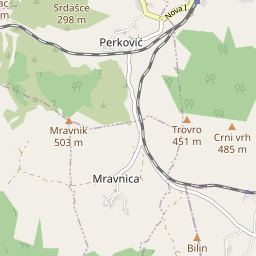 Srdašce
298 m
Nova l
Perković
Mravnik
503 m
Trovro
451 m
Crni vrh
485 m
Mravnica
Bilin